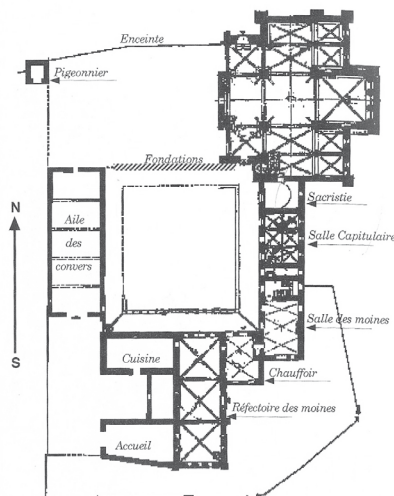 Enceinte
Pigeonnier
Fondations
Sacristie
N
Aile
des
convers
Salle Capitulaire
S
Salle des moines
Cuisine
Chauffoir
Réfectoire des moines
Accueil